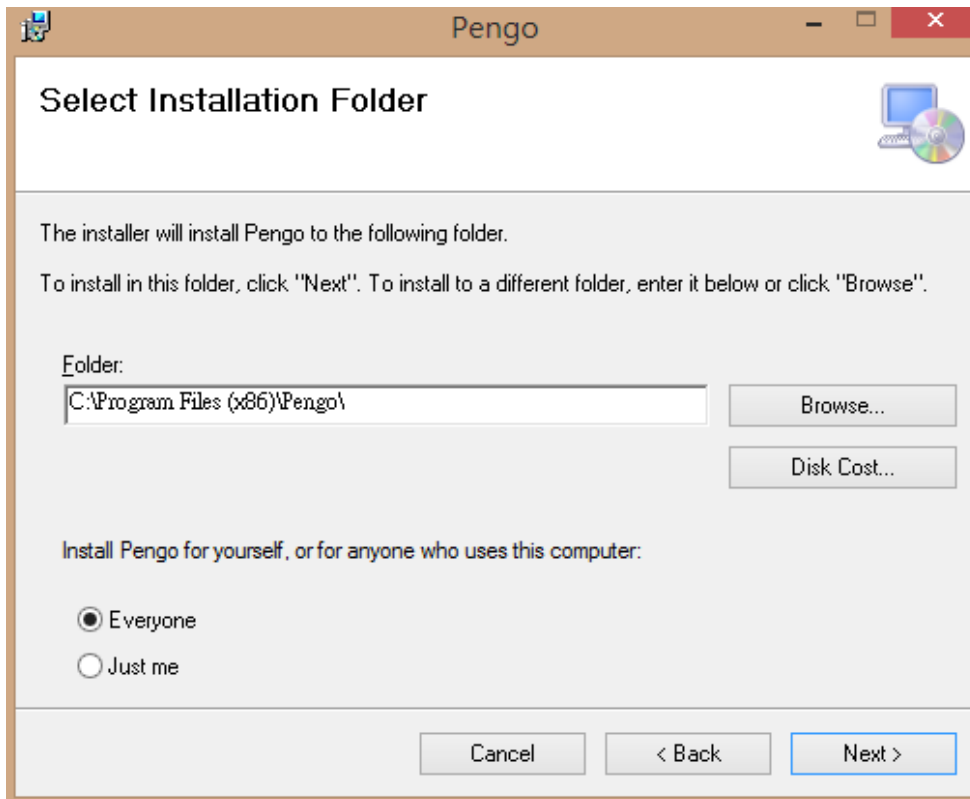 Pengo
Select Installation Folder
The installer will install Pengo to the following folder.
To install in this folder, click "Next". To install to a different folder, enter it below or click "Browse".
Folder:
C:\Program Files (x86)\Pengo\
Browse...
Disk Cost...
Install Pengo for yourself, or for anyone who uses this computer:
Everyone
Just me
Cancel
< Back
Next >